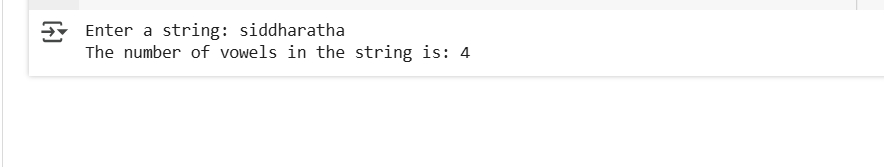 Enter a string: siddharatha
The number of vowels in the string is: 4